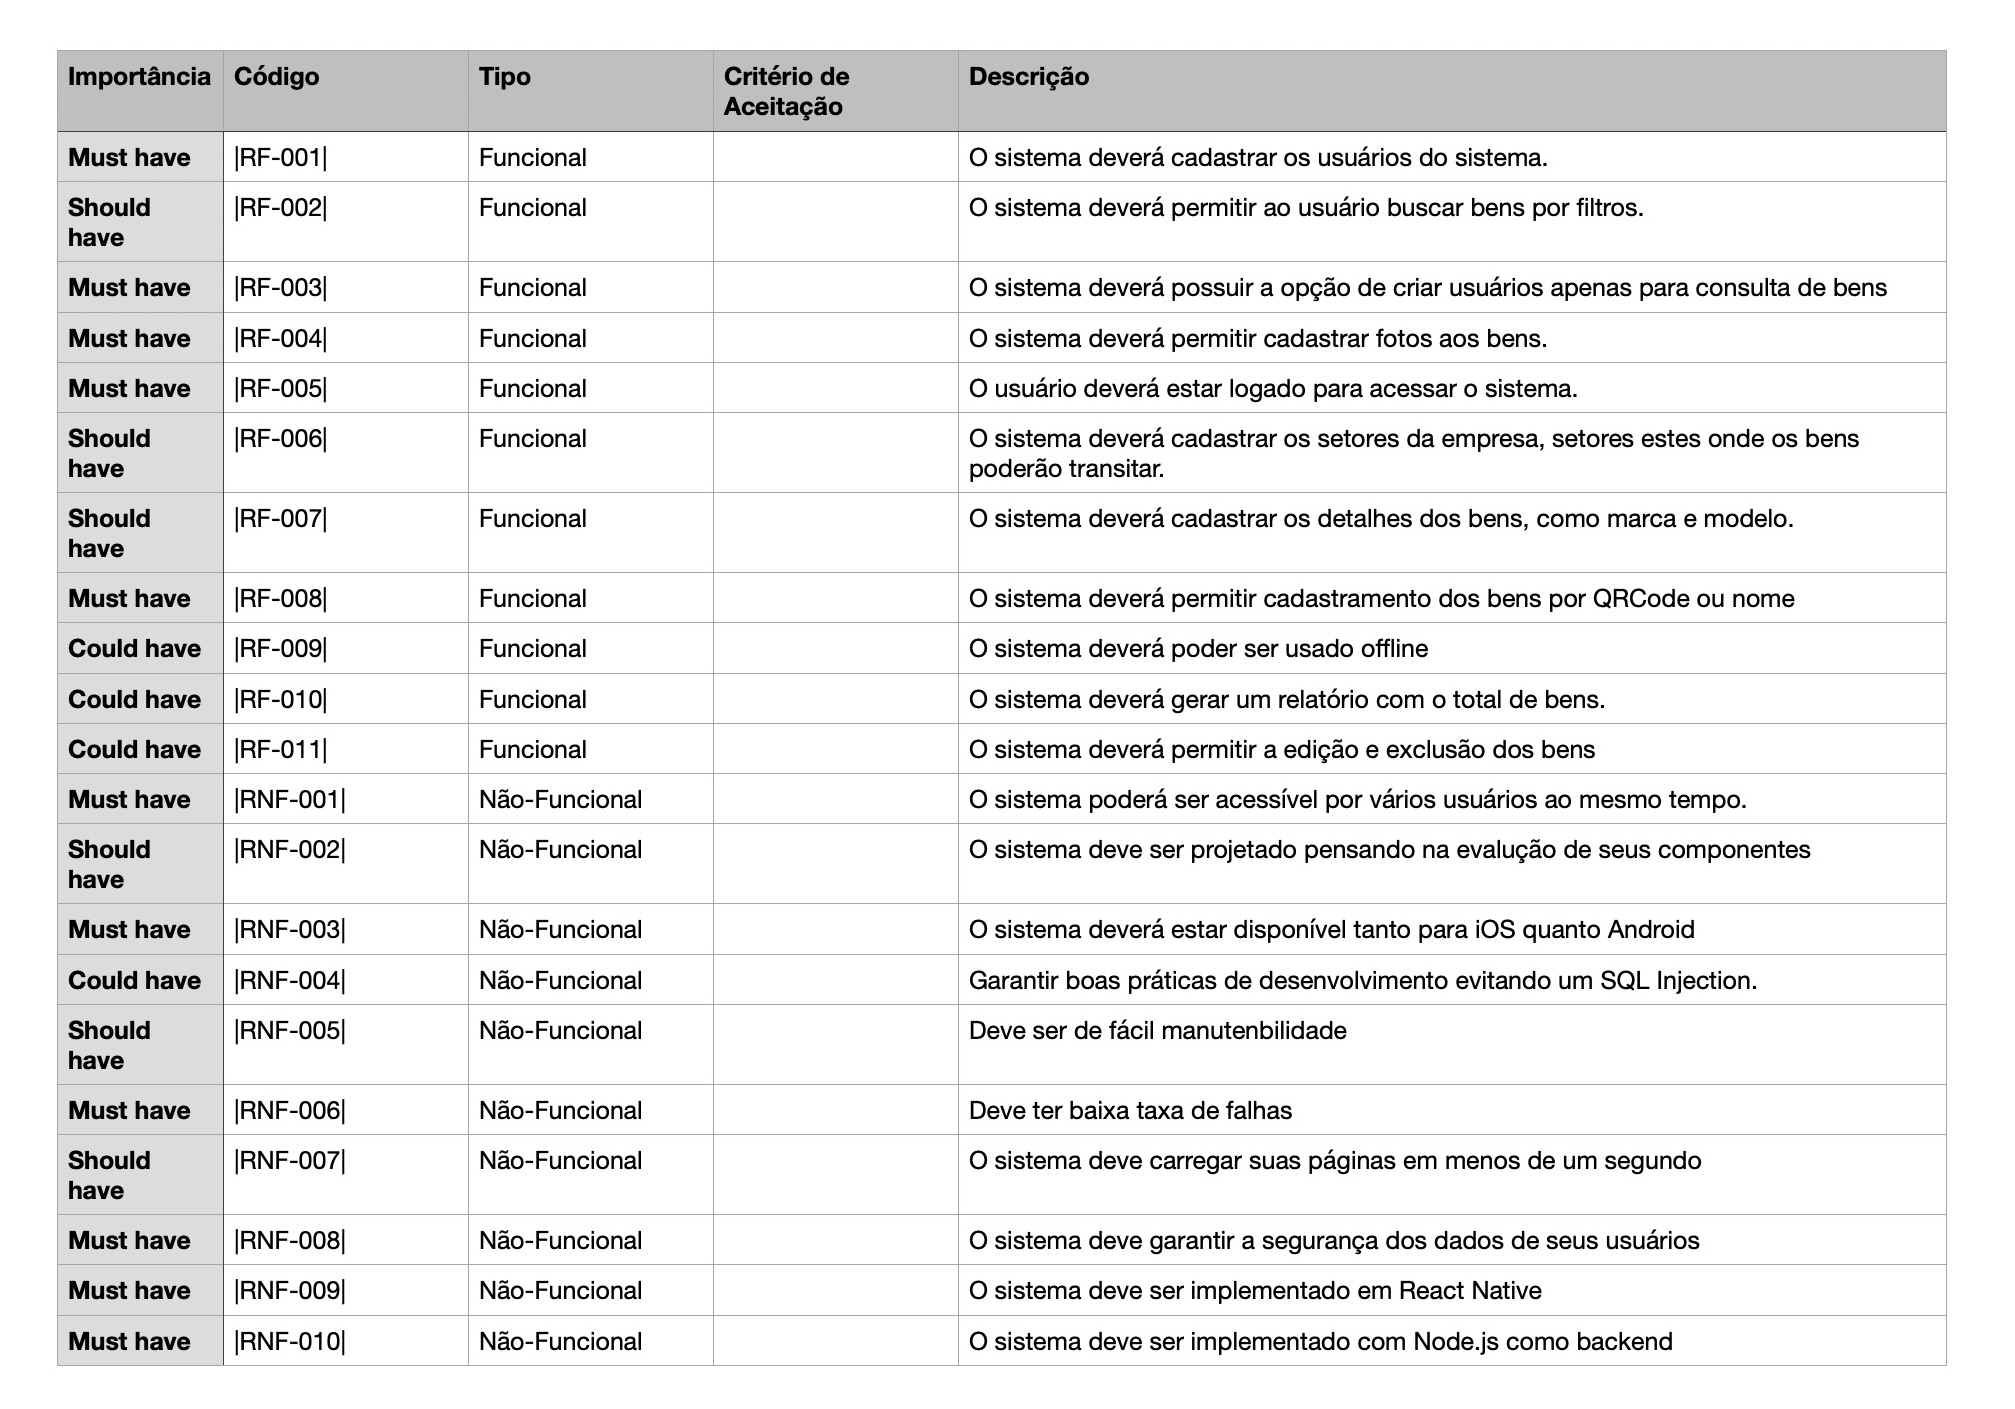 Importância Código Tipo Critério de Descrição
Aceitação
Must have |RF-001| Funcional O sistema deverá cadastrar os usuários do sistema.
Should |RF-002| Funcional O sistema deverá permitir ao usuário buscar bens por filtros.
have
Must have |RF-003| Funcional O sistema deverá possuir a opção de criar usuários apenas para consulta de bens
Must have |RF-004| Funcional O sistema deverá permitir cadastrar fotos aos bens.
Must have |RF-005| Funcional O usuário deverá estar logado para acessar o sistema.
Should |RF-006| Funcional O sistema deverá cadastrar os setores da empresa, setores estes onde os bens
have poderão transitar.
Should |RF-007| Funcional O sistema deverá cadastrar os detalhes dos bens, como marca e modelo.
have
Must have |RF-008| Funcional O sistema deverá permitir cadastramento dos bens por QRCode ou nome
Could have |RF-009| Funcional O sistema deverá poder ser usado offline
Could have |RF-010| Funcional O sistema deverá gerar um relatório com o total de bens.
Could have |RF-011| Funcional O sistema deverá permitir a edição e exclusão dos bens
Must have |RNF-001| Não-Funcional O sistema poderá ser acessível por vários usuários ao mesmo tempo.
Should |RNF-002| Não-Funcional O sistema deve ser projetado pensando na evalução de seus componentes
have
Must have |RNF-003| Não-Funcional O sistema deverá estar disponível tanto para iOS quanto Android
Could have |RNF-004| Não-Funcional Garantir boas práticas de desenvolvimento evitando um SQL Injection.
Should |RNF-005| Não-Funcional Deve ser de fácil manutenbilidade
have
Must have |RNF-006| Não-Funcional Deve ter baixa taxa de falhas
Should |RNF-007| Não-Funcional O sistema deve carregar suas páginas em menos de um segundo
have
Must have |RNF-008| Não-Funcional O sistema deve garantir a segurança dos dados de seus usuários
Must have |RNF-009| Não-Funcional O sistema deve ser implementado em React Native
Must have |RNF-010| Não-Funcional O sistema deve ser implementado com Node.js como backend